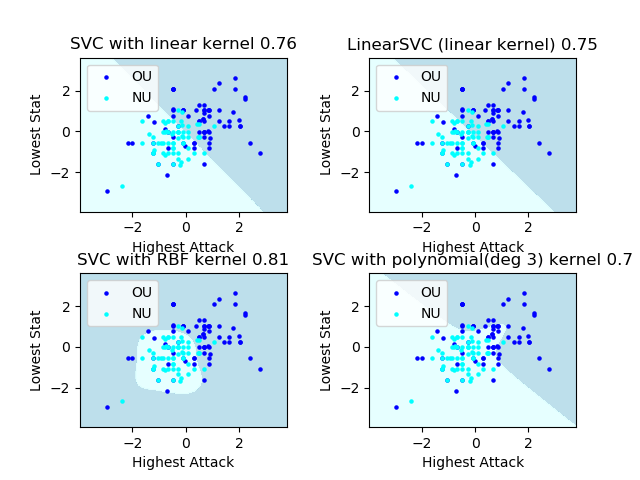 SVC with linear kernel 0.76
LinearSVC (linear kernel) 0.75
OU
NU
OU
NU
Lowest Stat
2
0
−2
Lowest Stat
2
0
−2
−2 0 2
−2 0 2
Highest Attack
Highest Attack
SVC with RBF kernel 0.81
SVC with polynomial(deg 3) kernel 0.7
OU
NU
OU
NU
Lowest Stat
2
0
−2
Lowest Stat
2
0
−2
−2 0 2
−2 0 2
Highest Attack
Highest Attack